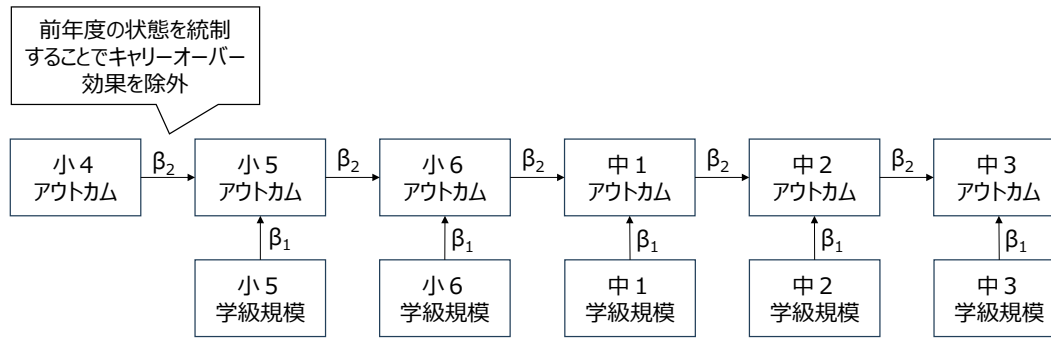 前年度の状態を統制
することでキャリーオーバー
効果を除外
小４
アウトカム
β2
小５
アウトカム
β2
小６
アウトカム
β2
中１
アウトカム
β2
中２
アウトカム
β2
中３
アウトカム
β1
β1
β1
β1
β1
小５
学級規模
小６
学級規模
中１
学級規模
中２
学級規模
中３
学級規模